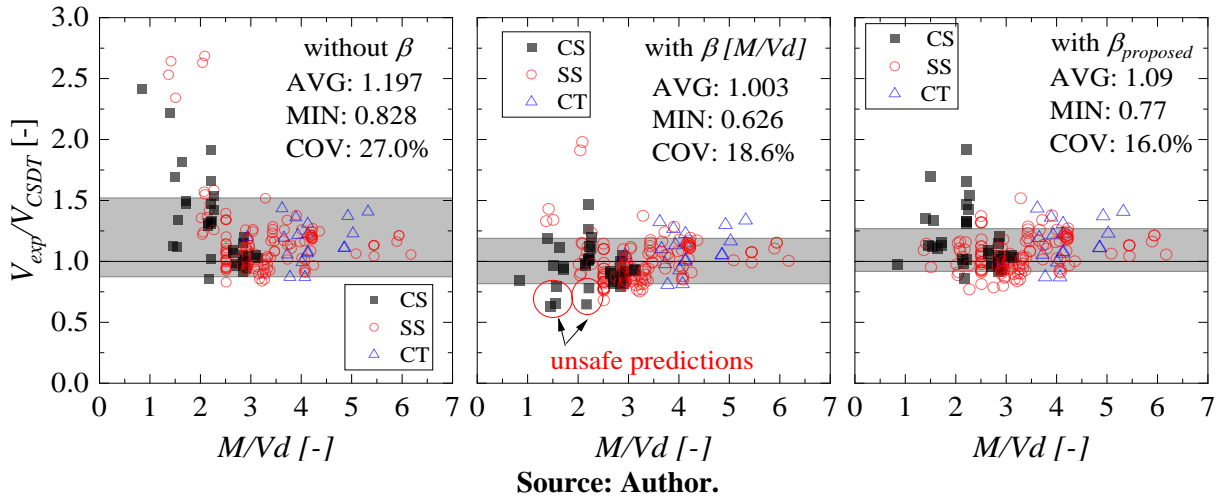 V_exp/V_CSDT [-]
3.0
2.5
2.0
1.5
1.0
0.5
0.0
without β
AVG: 1.197
MIN: 0.828
COV: 27.0%
CS
SS
CT
0 1 2 3 4 5 6 7
M/Vd [-]
CS
SS
CT
with β [M/Vd]
AVG: 1.003
MIN: 0.626
COV: 18.6%
unsafe predictions
0 1 2 3 4 5 6 7
M/Vd [-]
CS
SS
CT
with β_proposed
AVG: 1.09
MIN: 0.77
COV: 16.0%
0 1 2 3 4 5 6 7
M/Vd [-]
Source: Author.